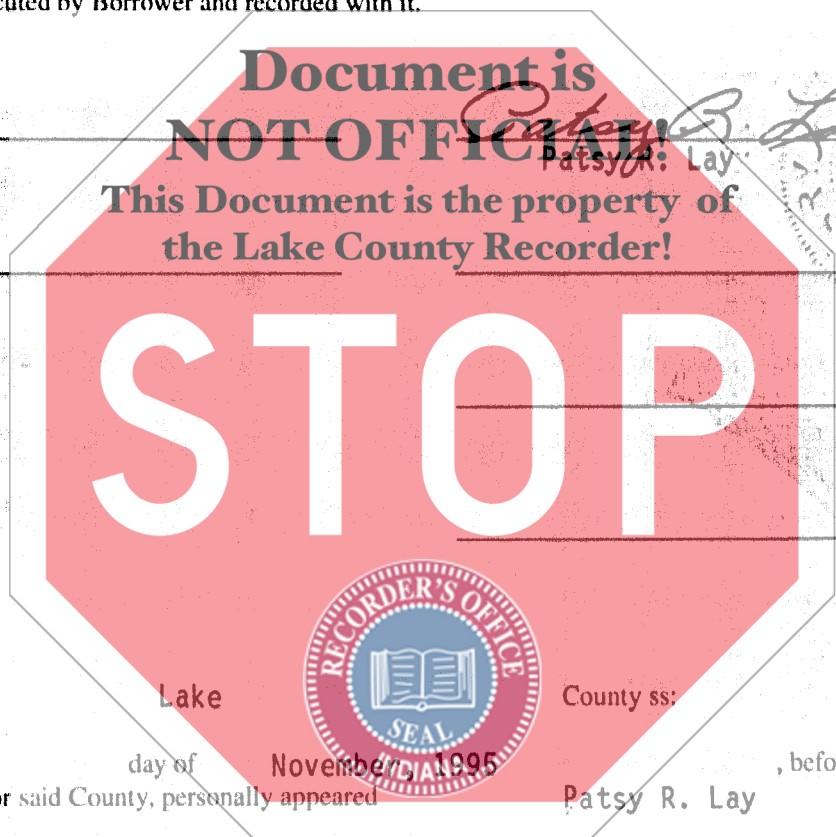 cuted by Borrower and recorded with it.
Document is
NOT OFFICIAL!
Patsy R. Lay
This Document is the property of
the Lake County Recorder!
STOP
RECORDER'S OFFICE
SEAL
INDIANA
Lake County ss:
day of November, 1995 , befo
or said County, personally appeared Patsy R. Lay